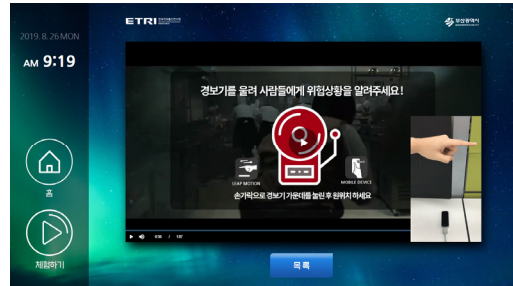 2019. 8. 26 MON
AM 9:19
ETRI
부산광역시
경보기를 울려 사람들에게 위험상황을 알려주세요!
LEAP MOTION
MOBILE DEVICE
손가락으로 경보기 가운데를 눌린 후 원위치 하세요
홈
체험하기
목록